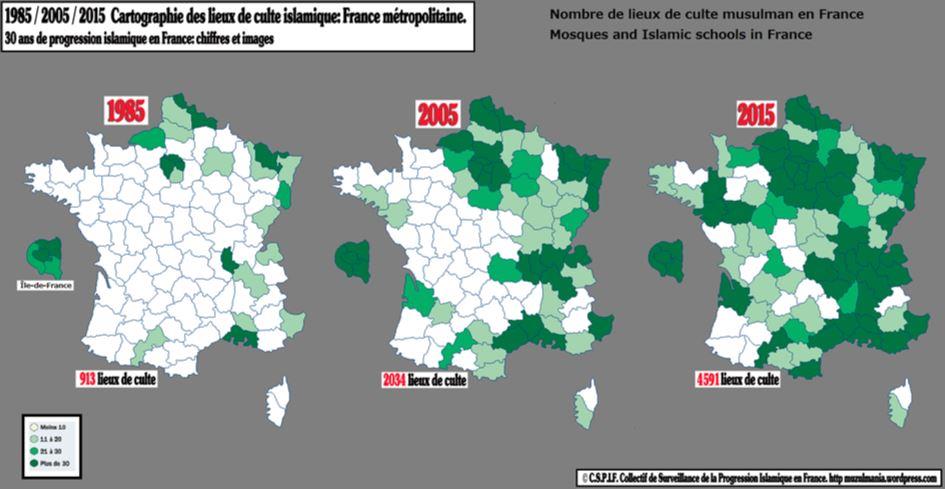 1985 / 2005 / 2015 Cartographie des lieux de culte islamique: France métropolitaine.
30 ans de progression islamique en France: chiffres et images
Nombre de lieux de culte musulman en France
Mosques and Islamic schools in France
1985
2005
2015
Île-de-France
913 lieux de culte
2034 lieux de culte
4591 lieux de culte
Moins 10
11 à 20
21 à 30
Plus de 30
© C.S.P.I.F. Collectif de Surveillance de la Progression Islamique en France. http muzulmania.wordpress.com